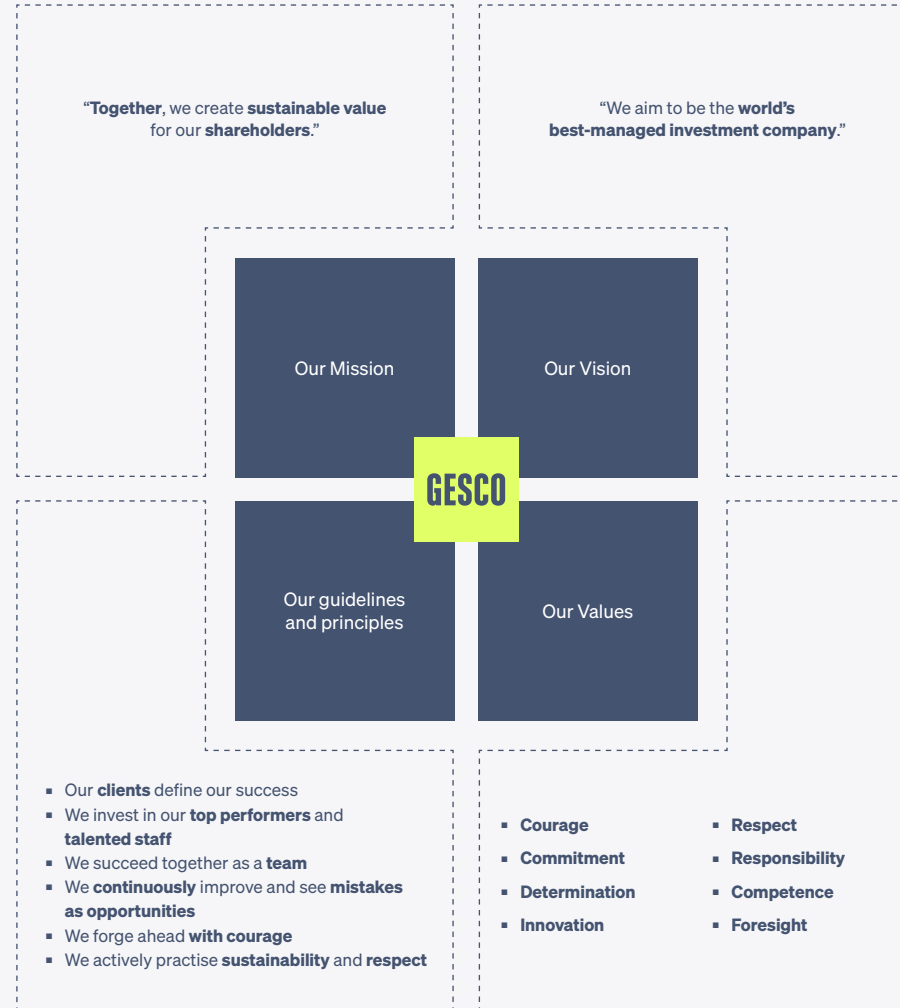 “Together, we create sustainable value
for our shareholders.”
“We aim to be the world’s
best-managed investment company.”
Our Mission
Our Vision
GESCO
Our guidelines
and principles
Our Values
▪ Our clients define our success
▪ We invest in our top performers and
talented staff
▪ We succeed together as a team
▪ We continuously improve and see mistakes
as opportunities
▪ We forge ahead with courage
▪ We actively practise sustainability and respect
▪ Courage
▪ Commitment
▪ Determination
▪ Innovation
▪ Respect
▪ Responsibility
▪ Competence
▪ Foresight